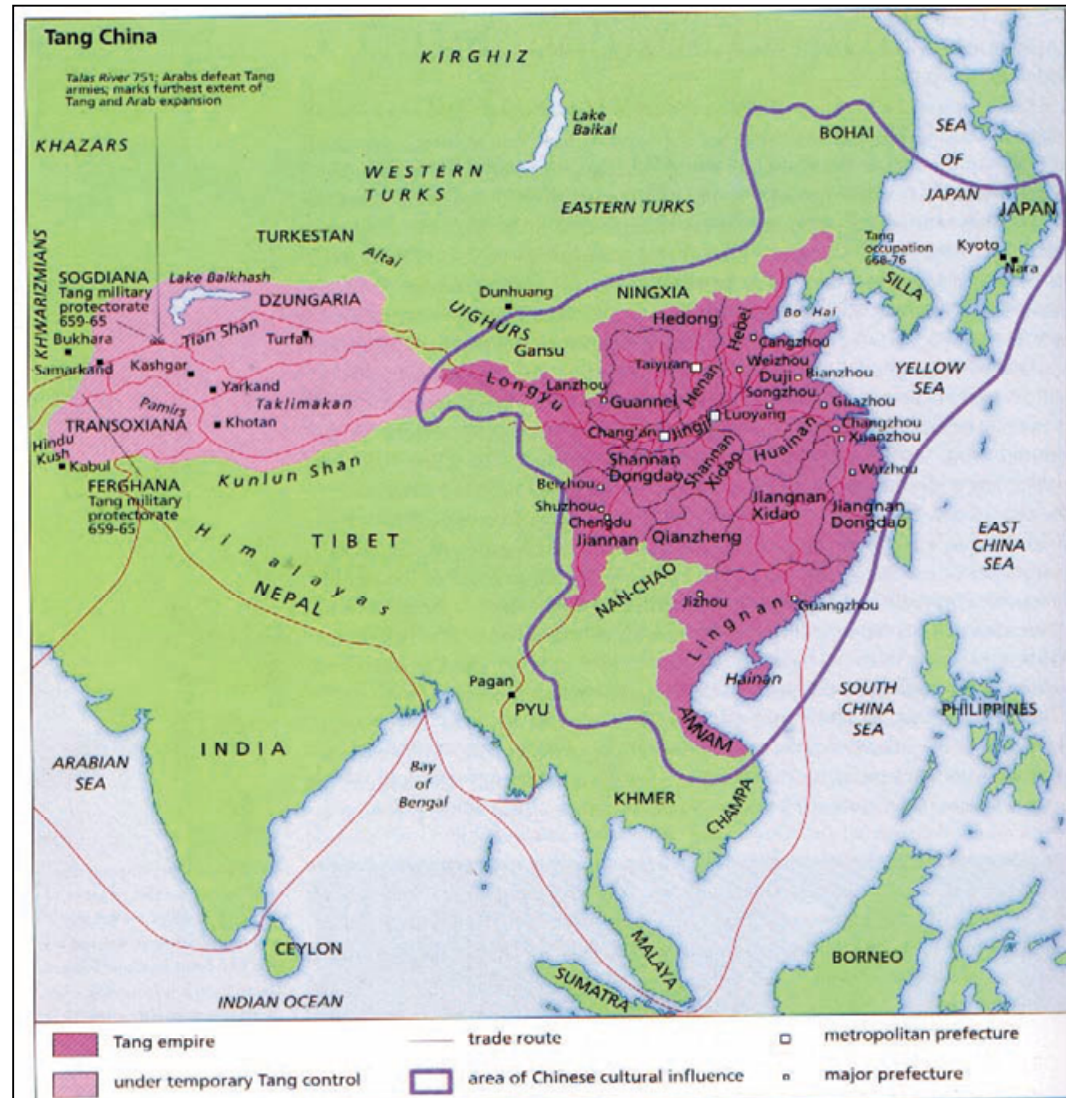 Tang China
Talas River 751; Arabs defeat Tang
armies; marks furthest extent of
Tang and Arab expansion
KIRGHIZ
Lake
Baikal
BOHAI
SEA
OF
JAPAN
KHAZARS
WESTERN
TURKS
EASTERN TURKS
JAPAN
TURKESTAN
Altai
Tang
occupation
668-76
Kyoto
Nara
KHWARIZMIANS
SOGDIANA
Tang military
protectorate
659-65
Lake Balkhash
DZUNGARIA
Dunhuang
UIGHURS
NINGXIA
SILLA
Bukhara
Tian Shan
Turfan
Gansu
Hedong
Hebei
Bo Hai
Cangzhou
Samarkand
Kashgar
Yarkand
Taklimakan
Pamirs
TRANSOXIANA
Khotan
Longyu
Lanzhou
Guannei
Taiyuan
Henan
Weizhou
Duji
Bianzhou
Songzhou
Guazhou
YELLOW
SEA
Luoyang
Chang'an
Jingji
Changzhou
Xuanzhou
Huainan
Hindu
Kush
Kabul
Kunlun Shan
FERGHANA
Tang military
protectorate
659-65
Shannan
Dongdao
Shannan
Xidao
Wuzhou
Beizhou
Shuzhou
Chengdu
Jiannan
Qianzheng
Jiangnan
Xidao
Jiangnan
Dongdao
EAST
CHINA
SEA
Himalayas
TIBET
NEPAL
NAN-CHAO
Jizhou
Lingnan
Guangzhou
Hainan
Pagan
PYU
ANNAM
SOUTH
CHINA
SEA
PHILIPPINES
INDIA
ARABIAN
SEA
Bay
of
Bengal
KHMER
CHAMPA
CEYLON
MALAYA
BORNEO
SUMATRA
INDIAN OCEAN
Tang empire
trade route
metropolitan prefecture
under temporary Tang control
area of Chinese cultural influence
major prefecture